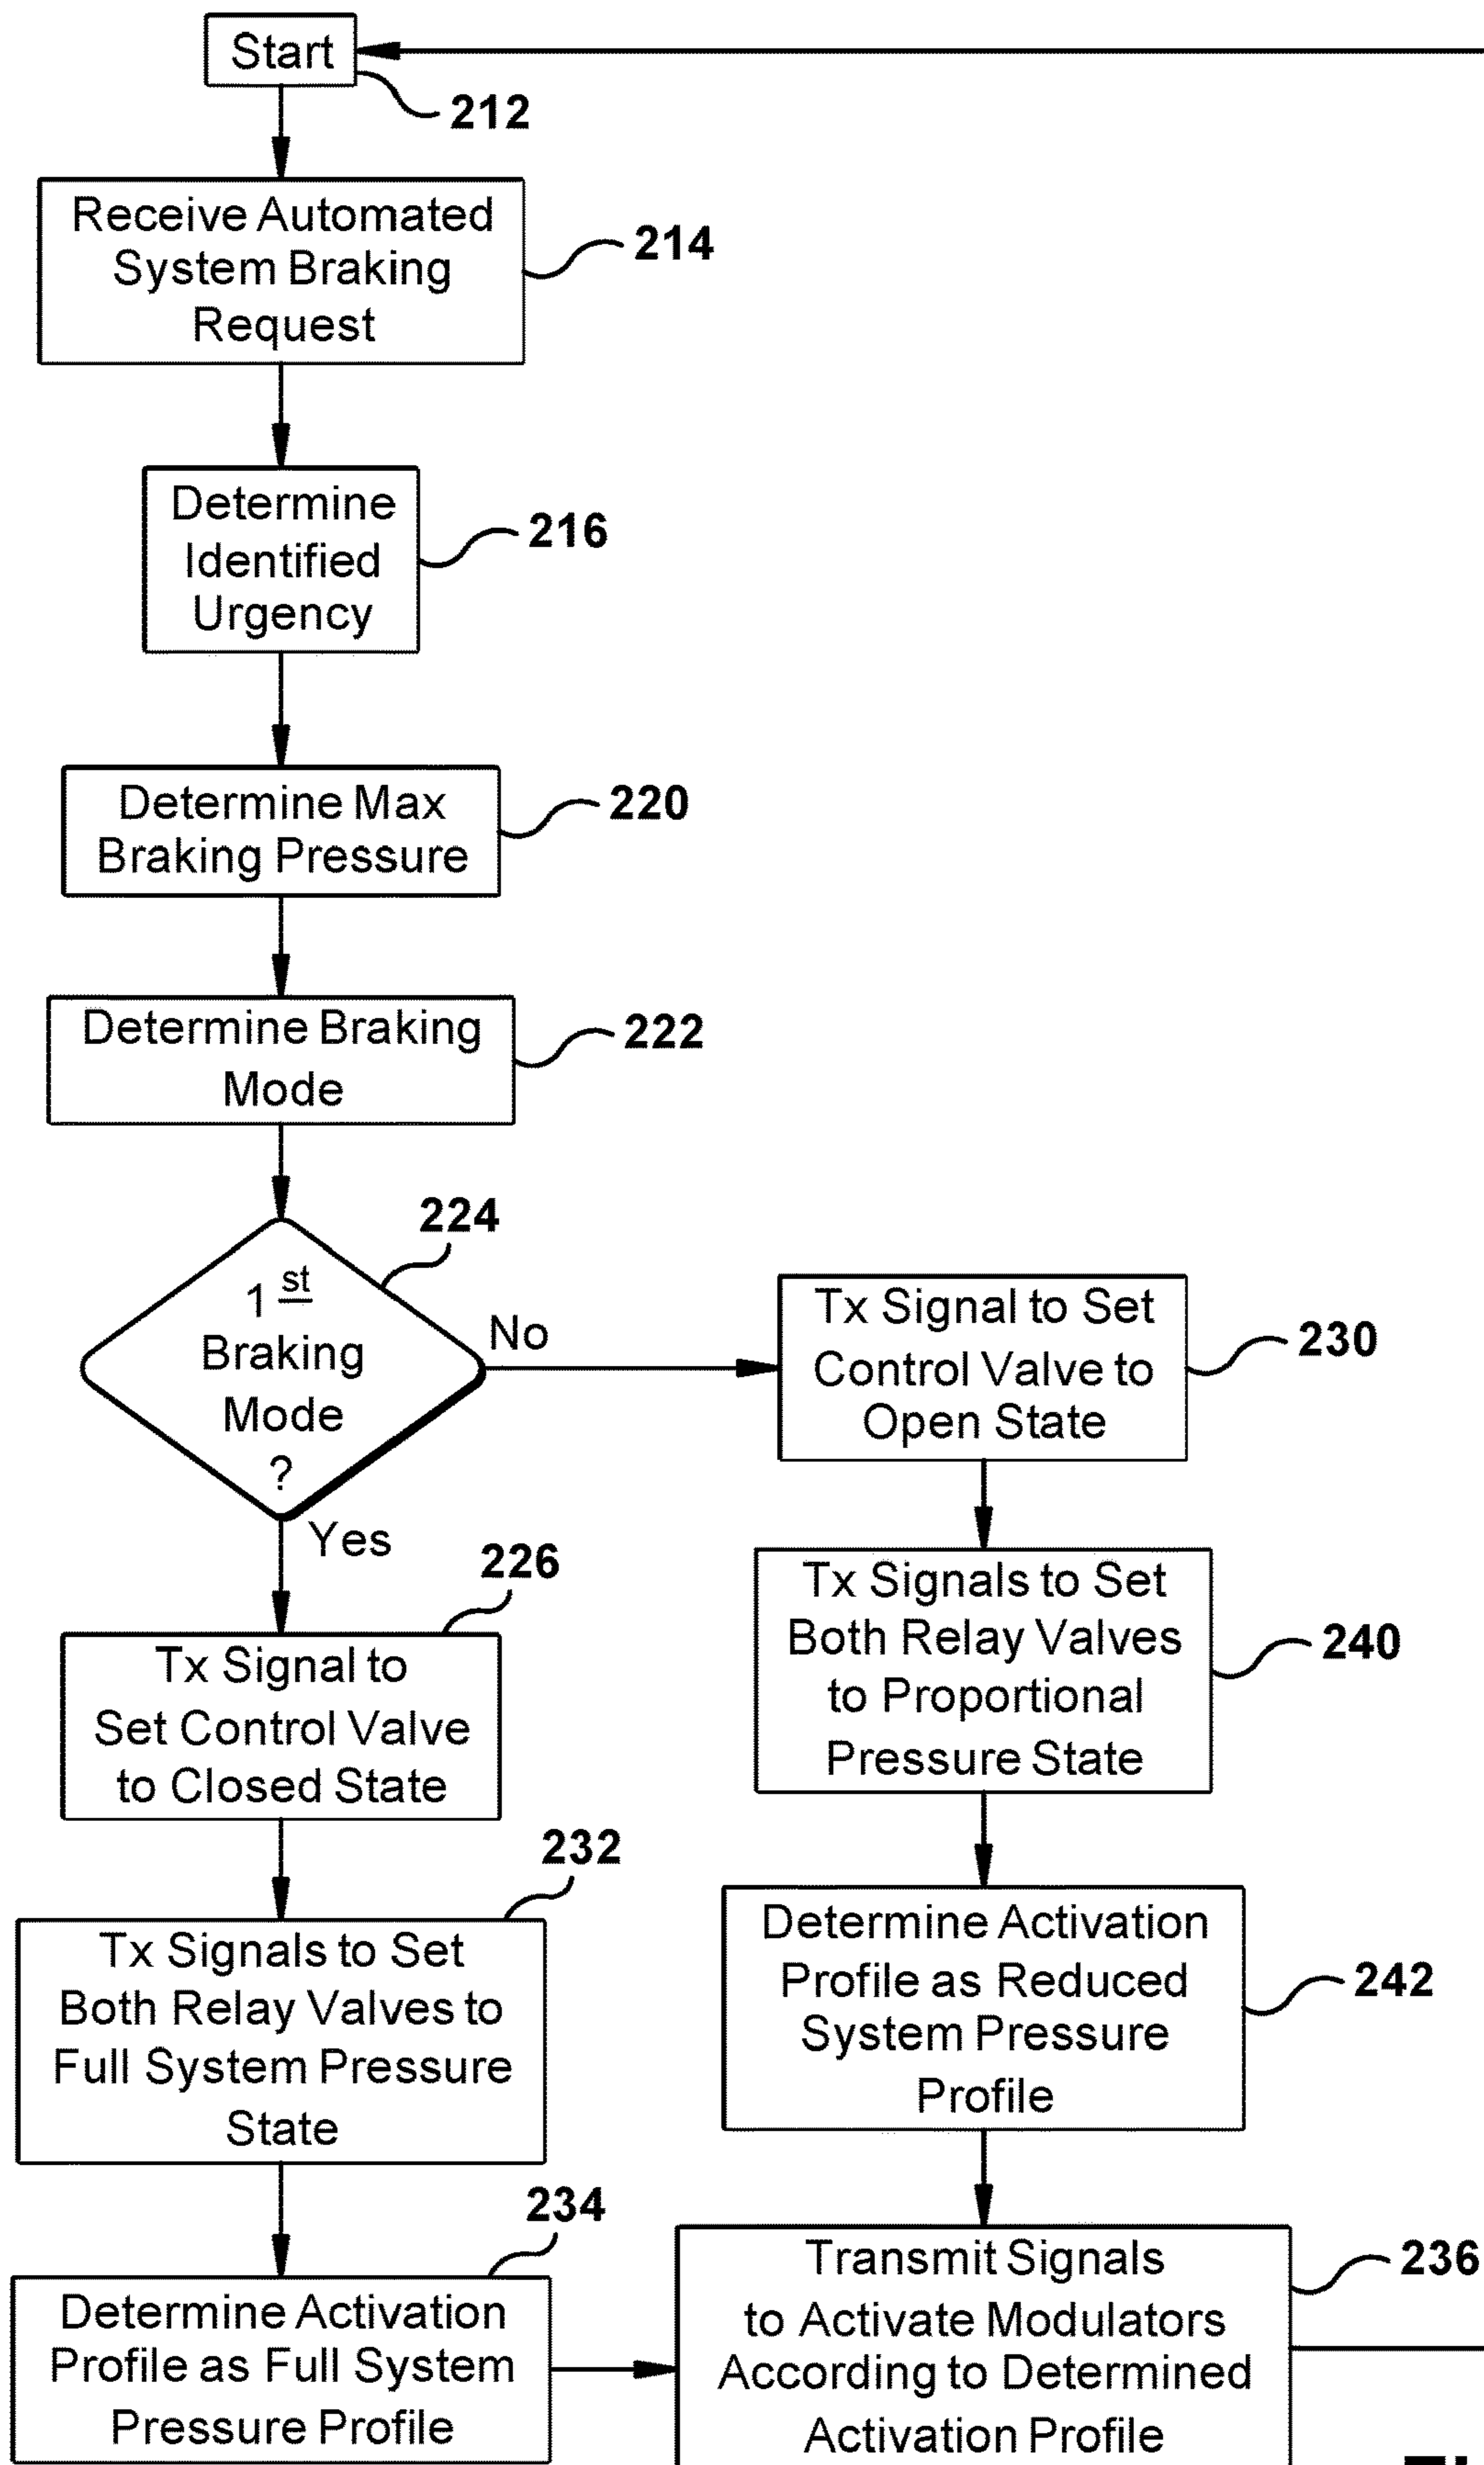 Start
212
Receive Automated
System Braking
Request
214
Determine
Identified
Urgency
216
Determine Max
Braking Pressure
220
Determine Braking
Mode
222
224
1 st
Braking
Mode
?
No
Yes
Tx Signal to Set
Control Valve to
Open State
230
226
Tx Signal to
Set Control Valve
to Closed State
Tx Signals to Set
Both Relay Valves
to Proportional
Pressure State
240
232
Tx Signals to Set
Both Relay Valves to
Full System Pressure
State
Determine Activation
Profile as Reduced
System Pressure
Profile
242
234
Determine Activation
Profile as Full System
Pressure Profile
Transmit Signals
to Activate Modulators
According to Determined
Activation Profile
236